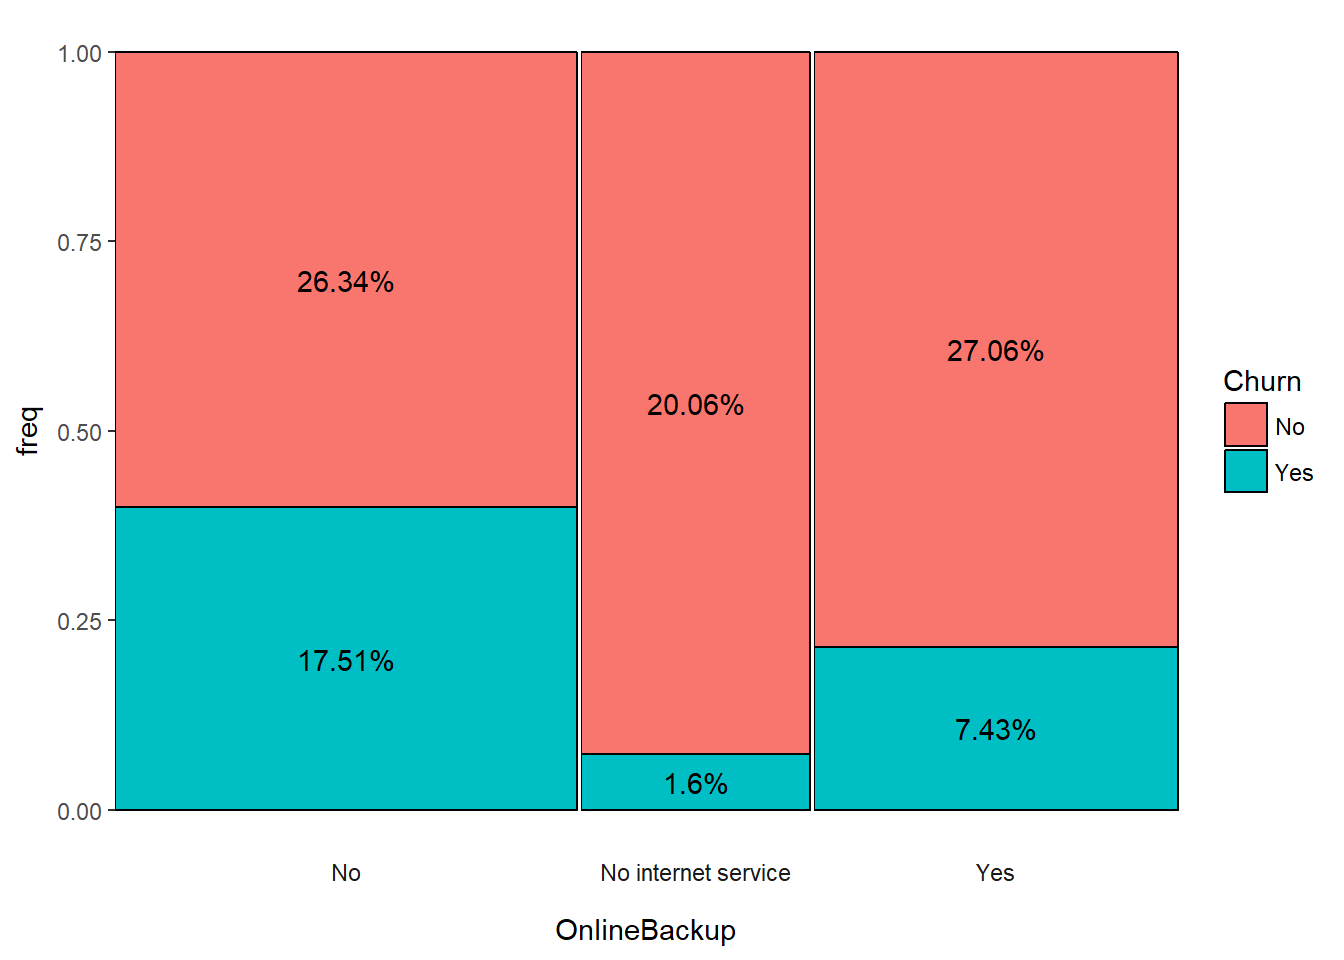 1.00
0.75
0.50
0.25
0.00
freq
26.34%
20.06%
27.06%
17.51%
1.6%
7.43%
No
No internet service
Yes
OnlineBackup
Churn
No
Yes